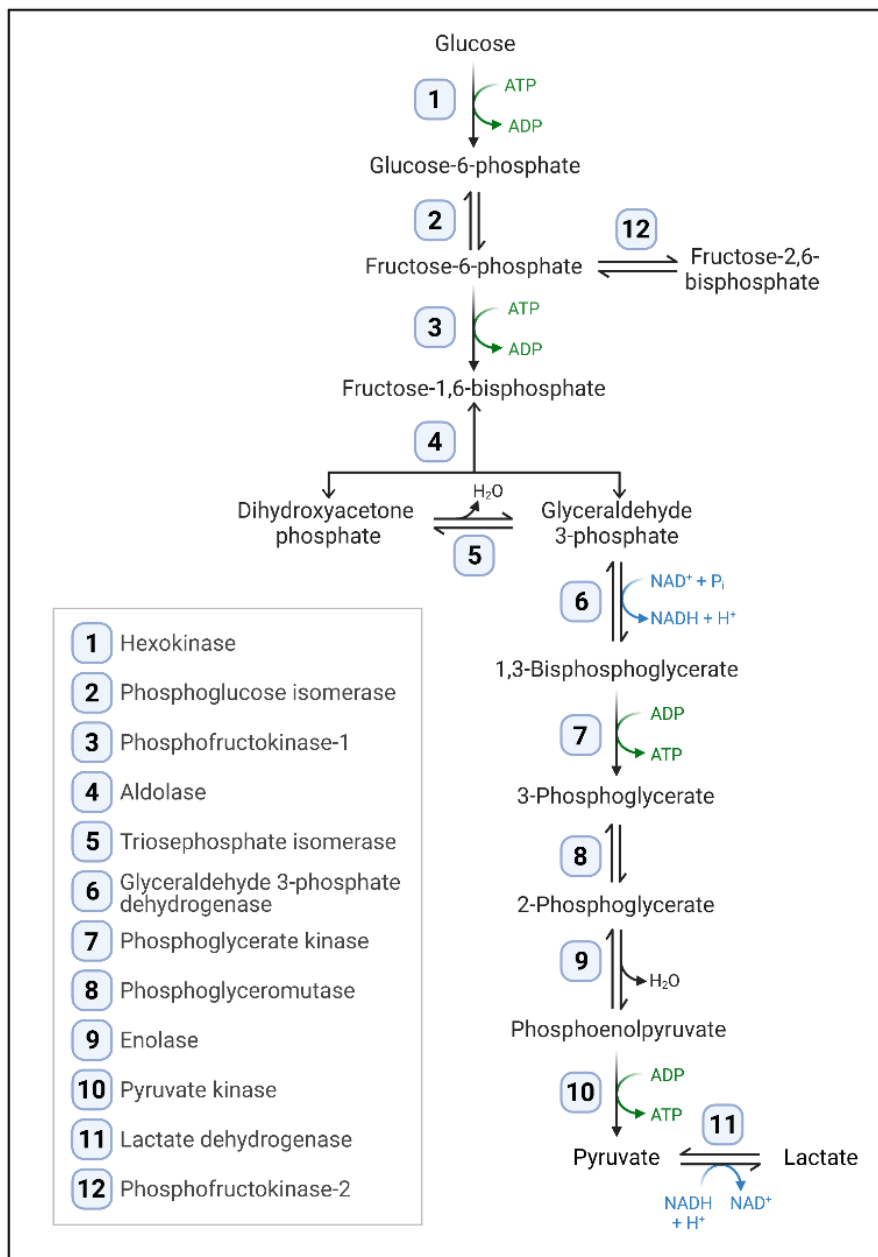 Glucose
1
ATP
ADP
Glucose-6-phosphate
2
12
Fructose-6-phosphate
Fructose-2,6-
bisphosphate
3
ATP
ADP
Fructose-1,6-bisphosphate
4
Dihydroxyacetone
phosphate
H₂O
5
Glyceraldehyde
3-phosphate
6
NAD⁺ + Pᵢ
NADH + H⁺
1,3-Bisphosphoglycerate
7
ADP
ATP
3-Phosphoglycerate
8
2-Phosphoglycerate
9
H₂O
Phosphoenolpyruvate
10
ADP
ATP
11
Pyruvate
Lactate
NADH
+ H⁺
NAD⁺
1 Hexokinase
2 Phosphoglucose isomerase
3 Phosphofructokinase-1
4 Aldolase
5 Triosephosphate isomerase
6 Glyceraldehyde 3-phosphate
dehydrogenase
7 Phosphoglycerate kinase
8 Phosphoglyceromutase
9 Enolase
10 Pyruvate kinase
11 Lactate dehydrogenase
12 Phosphofructokinase-2